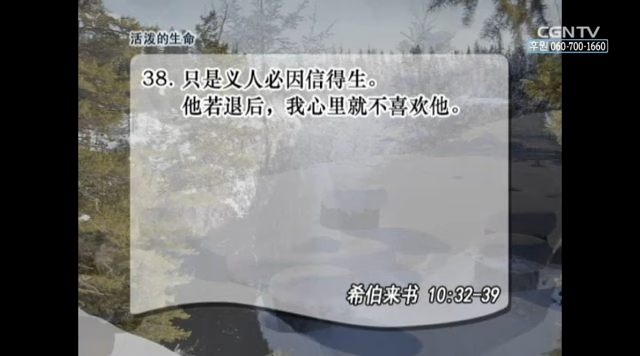 CGNTV
후원 060-700-1660
活泼的生命
38. 只是义人必因信得生。
他若退后，我心里就不喜欢他。
希伯来书 10:32-39